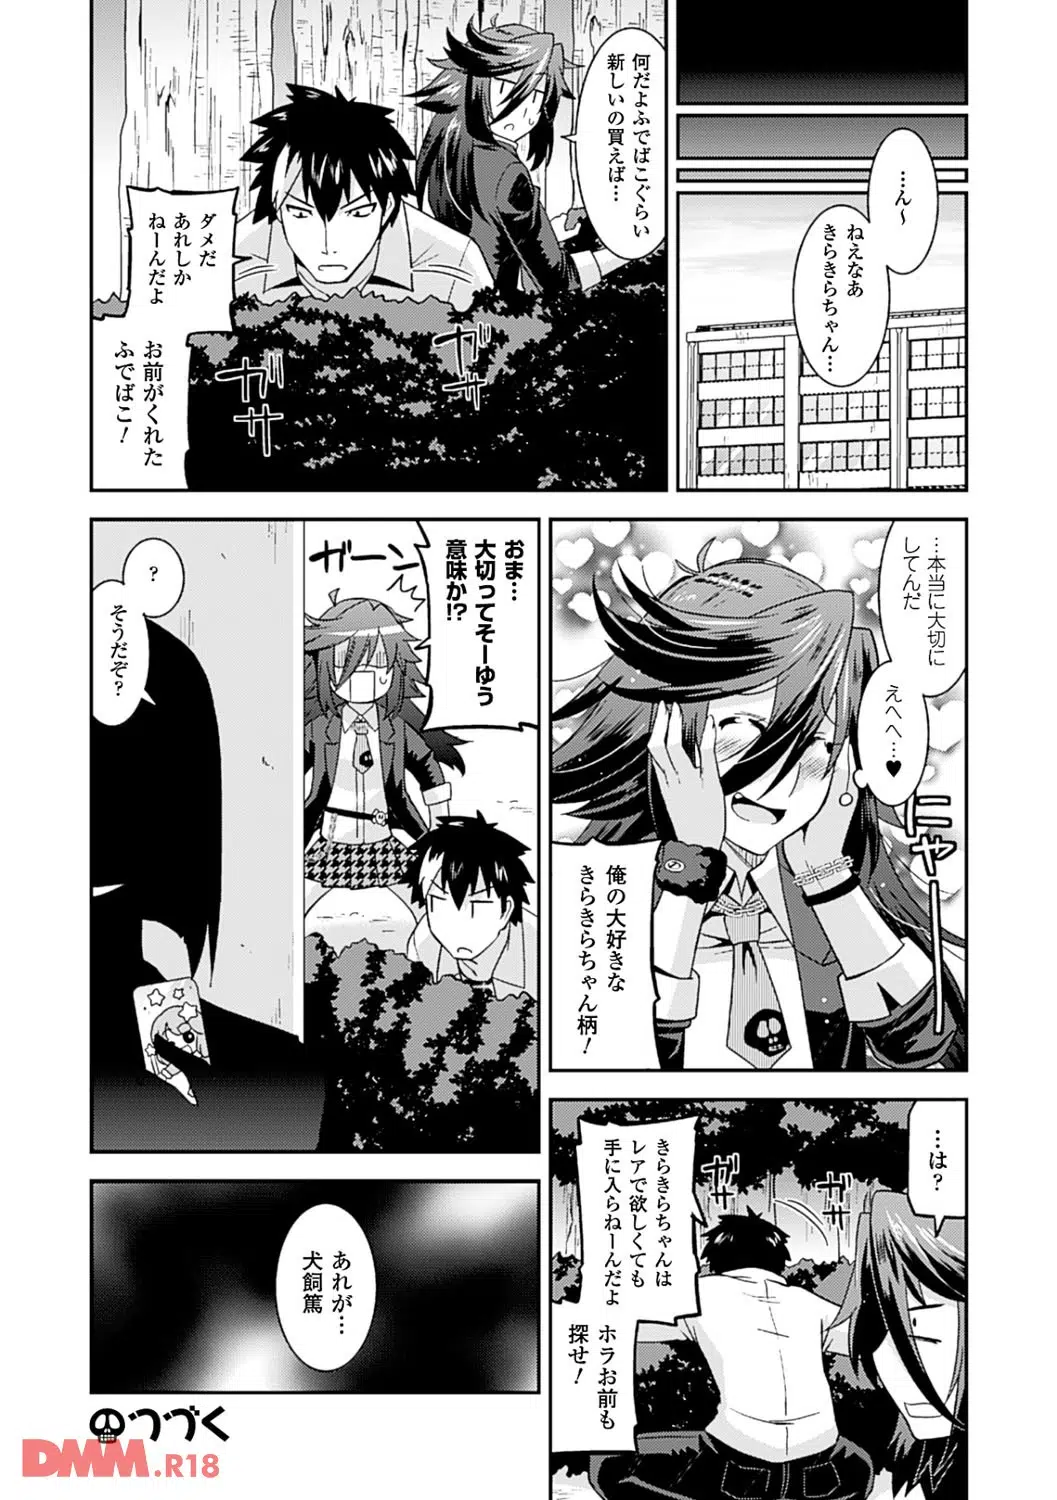 …ん～
ねえなあ
きらきらちゃん…
何だよふでばこぐらい
新しいの買えば…
ダメだ
あれしか
ねーんだよ
お前がくれた
ふでばこ！
ガサ
ガサ
…本当に大切に
してんだ
えへへ…♥
ニャー
俺の大好きな
きらきらちゃん柄！
おま…
大切ってそーゆう
意味か!?
ガーン
？
そうだぞ？
…は？
きらきらちゃんは
レアで欲しくても
手に入らねーんだよ
ホラお前も
探せ！
ガサ
ガサ
あれが…
犬飼篤
つづく
DMM.R18